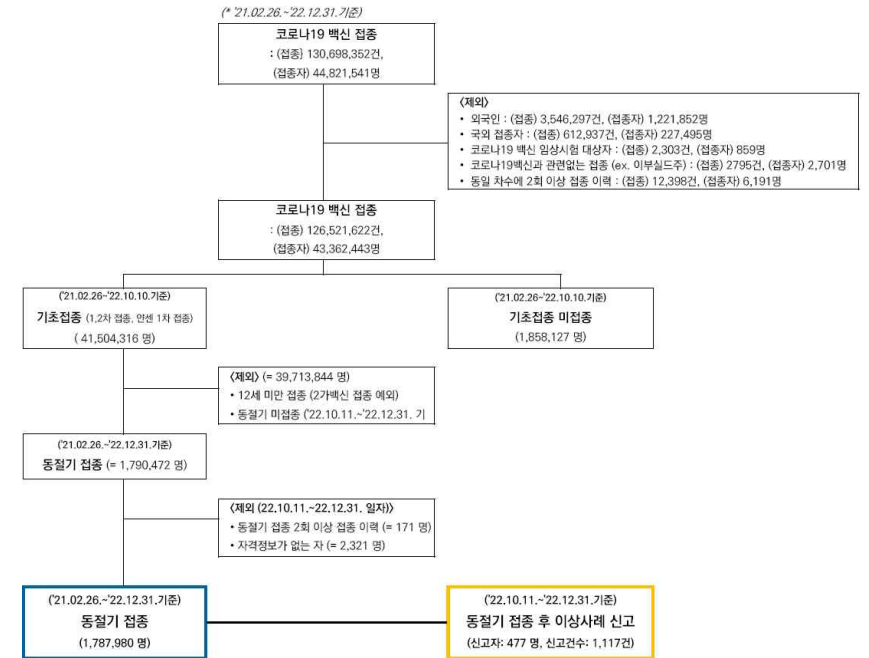 (* '21.02.26.~'22.12.31.기준)
코로나19 백신 접종
: (접종} 130,698,352건,
(접종자) 44,821,541명
<제외>
• 외국인 : (접종) 3,546,297건, (접종자) 1,221,852명
• 국외 접종자 : (접종) 612,937건, (접종자) 227,495명
• 코로나19 백신 임상시험 대상자 : (접종) 2,303건, (접종자) 859명
• 코로나19백신과 관련없는 접종 (ex. 이부실드주) : (접종) 2795건, (접종자) 2,701명
• 동일 차수에 2회 이상 접종 이력 : (접종) 12,398건, (접종자) 6,191명
코로나19 백신 접종
: (접종) 126,521,622건,
(접종자) 43,362,443명
('21.02.26~'22.10.10.기준)
기초접종 (1,2차 접종, 얀센 1차 접종)
( 41,504,316 명)
('21.02.26~'22.10.10.기준)
기초접종 미접종
(1,858,127 명)
<제외> (= 39,713,844 명)
• 12세 미만 접종 (2가백신 접종 예외)
• 동절기 미접종 ('22.10.11.~'22.12.31. 기
('21.02.26.~'22.12.31.기준)
동절기 접종 (= 1,790,472 명)
<제외 (22.10.11.~22.12.31. 일자)>
• 동절기 접종 2회 이상 접종 이력 (= 171 명)
• 자격정보가 없는 자 (= 2,321 명)
('21.02.26.~'22.12.31.기준)
동절기 접종
(1,787,980 명)
('22.10.11.~'22.12.31.기준)
동절기 접종 후 이상사례 신고
(신고자: 477 명, 신고건수: 1,117건)